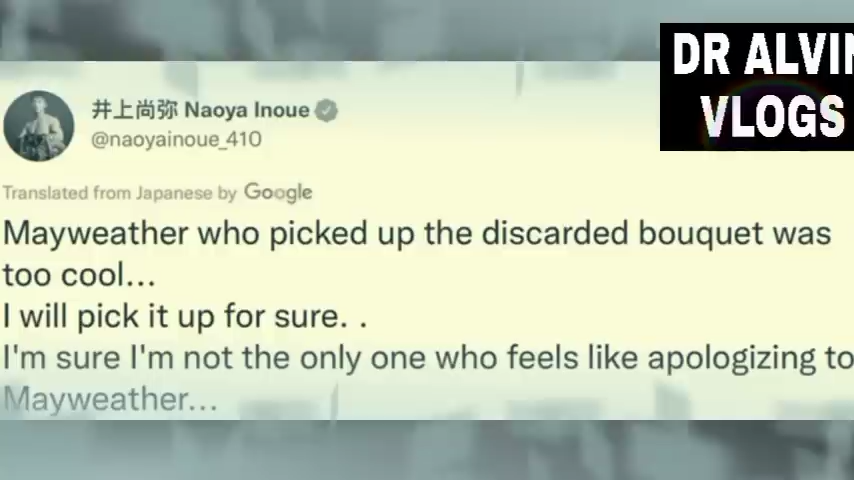 DR ALVIN
VLOGS
井上尚弥 Naoya Inoue
@naoyainoue_410
Translated from Japanese by Google
Mayweather who picked up the discarded bouquet was
too cool...
I will pick it up for sure. .
I'm sure I'm not the only one who feels like apologizing to
Mayweather...